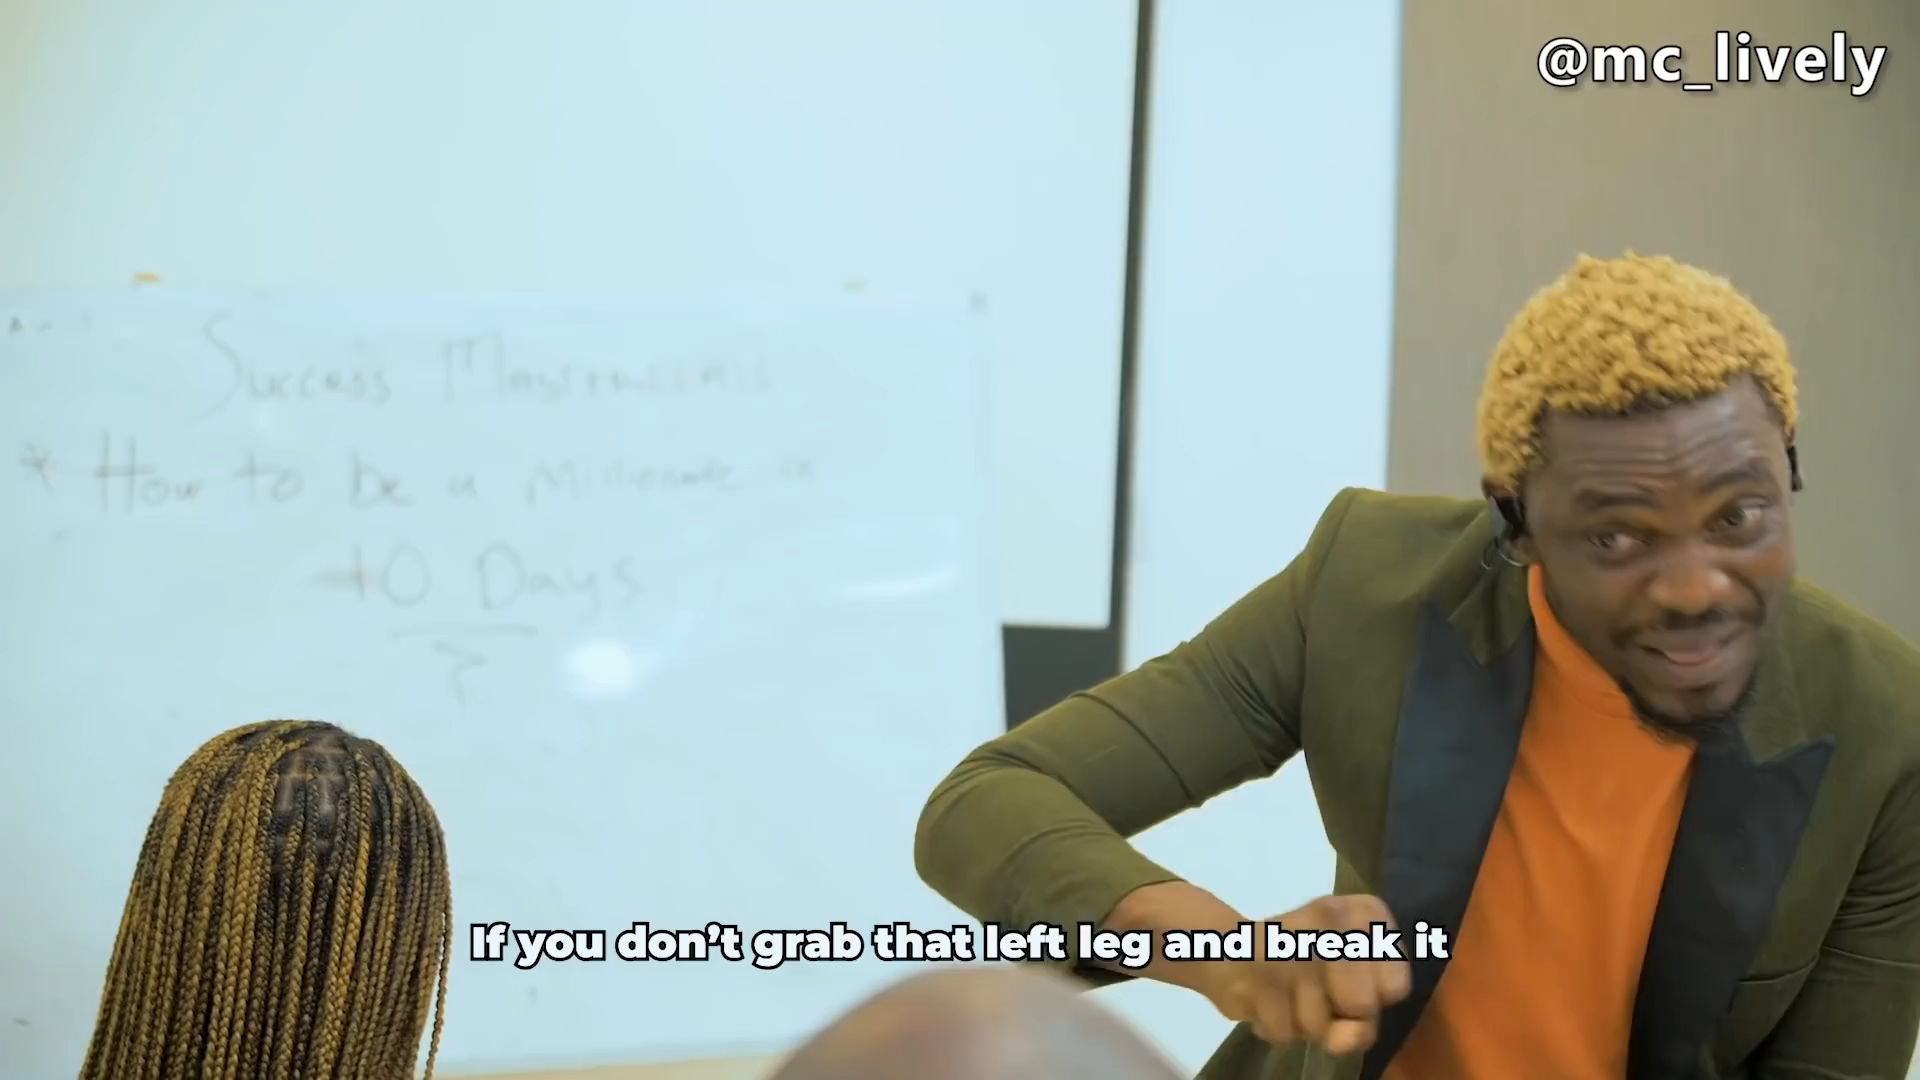 @mc_lively
Success Masterclass
* How to be a Millionaire in
40 Days
?
If you don't grab that left leg and break it